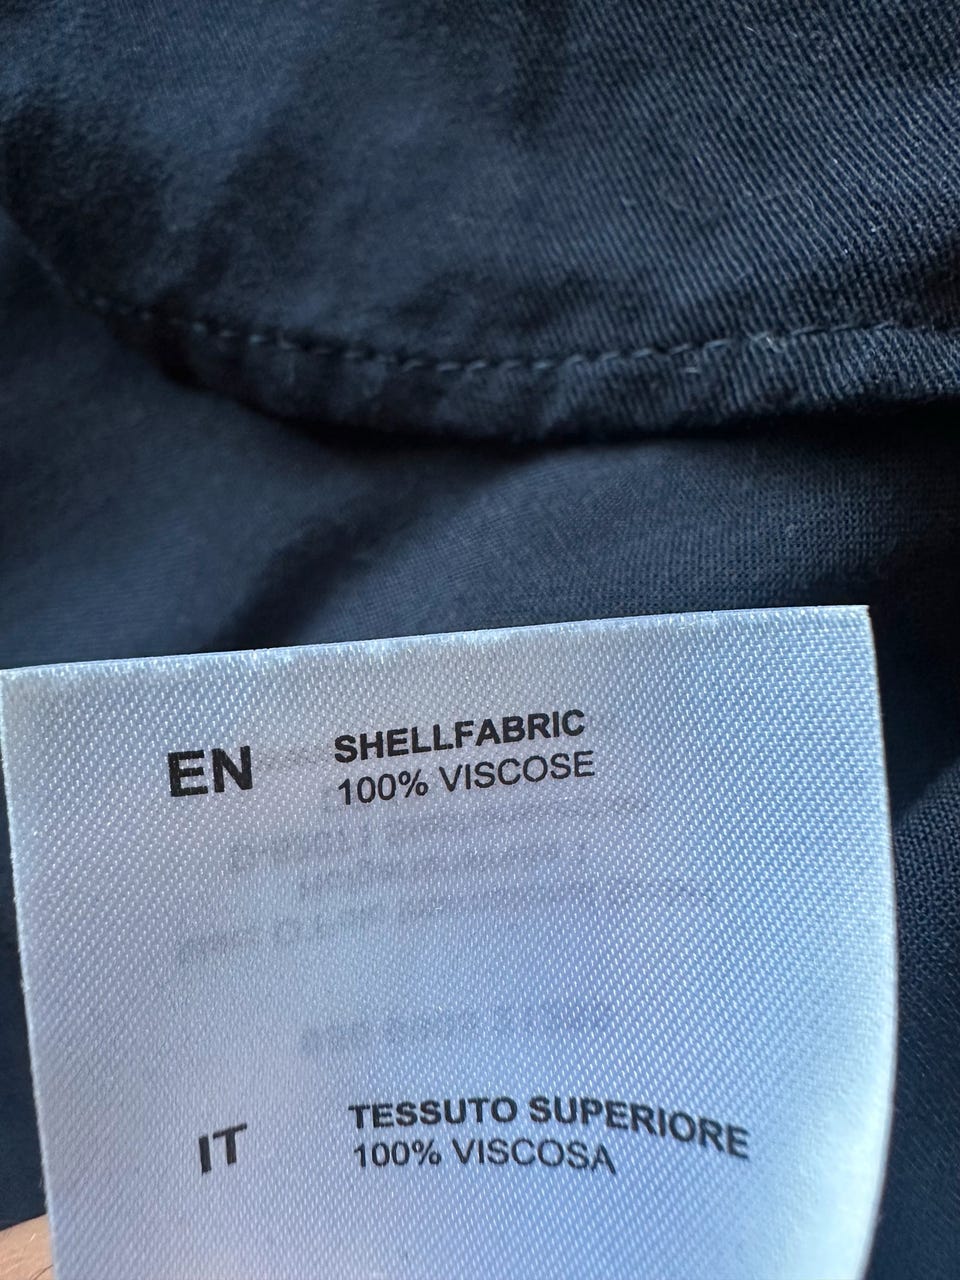 EN SHELLFABRIC
100% VISCOSE
IT TESSUTO SUPERIORE
100% VISCOSA